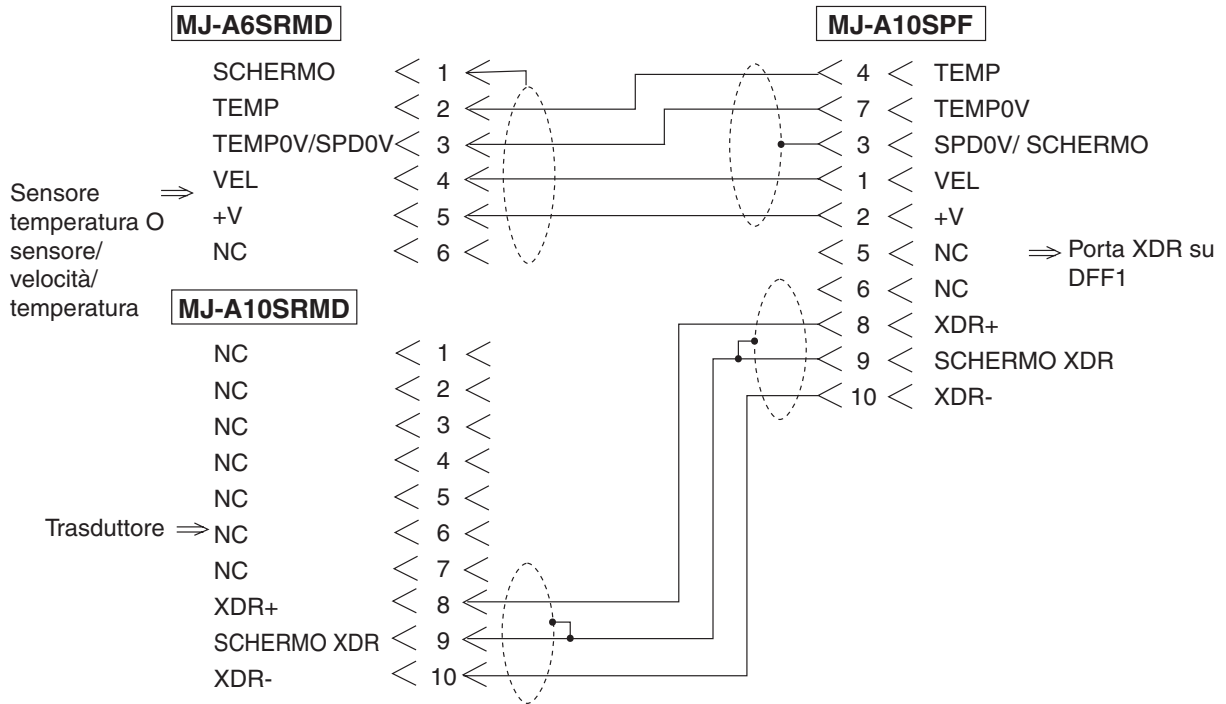 MJ-A6SRMD
SCHERMO 1
TEMP 2
TEMP0V/SPD0V 3
VEL 4
+V 5
NC 6
Sensore
temperatura O
sensore/
velocità/
temperatura
MJ-A10SPF
4 TEMP
7 TEMP0V
3 SPD0V/ SCHERMO
1 VEL
2 +V
5 NC
6 NC
8 XDR+
9 SCHERMO XDR
10 XDR-
Porta XDR su
DFF1
MJ-A10SRMD
NC 1
NC 2
NC 3
NC 4
NC 5
NC 6
NC 7
XDR+ 8
SCHERMO XDR 9
XDR- 10
Trasduttore